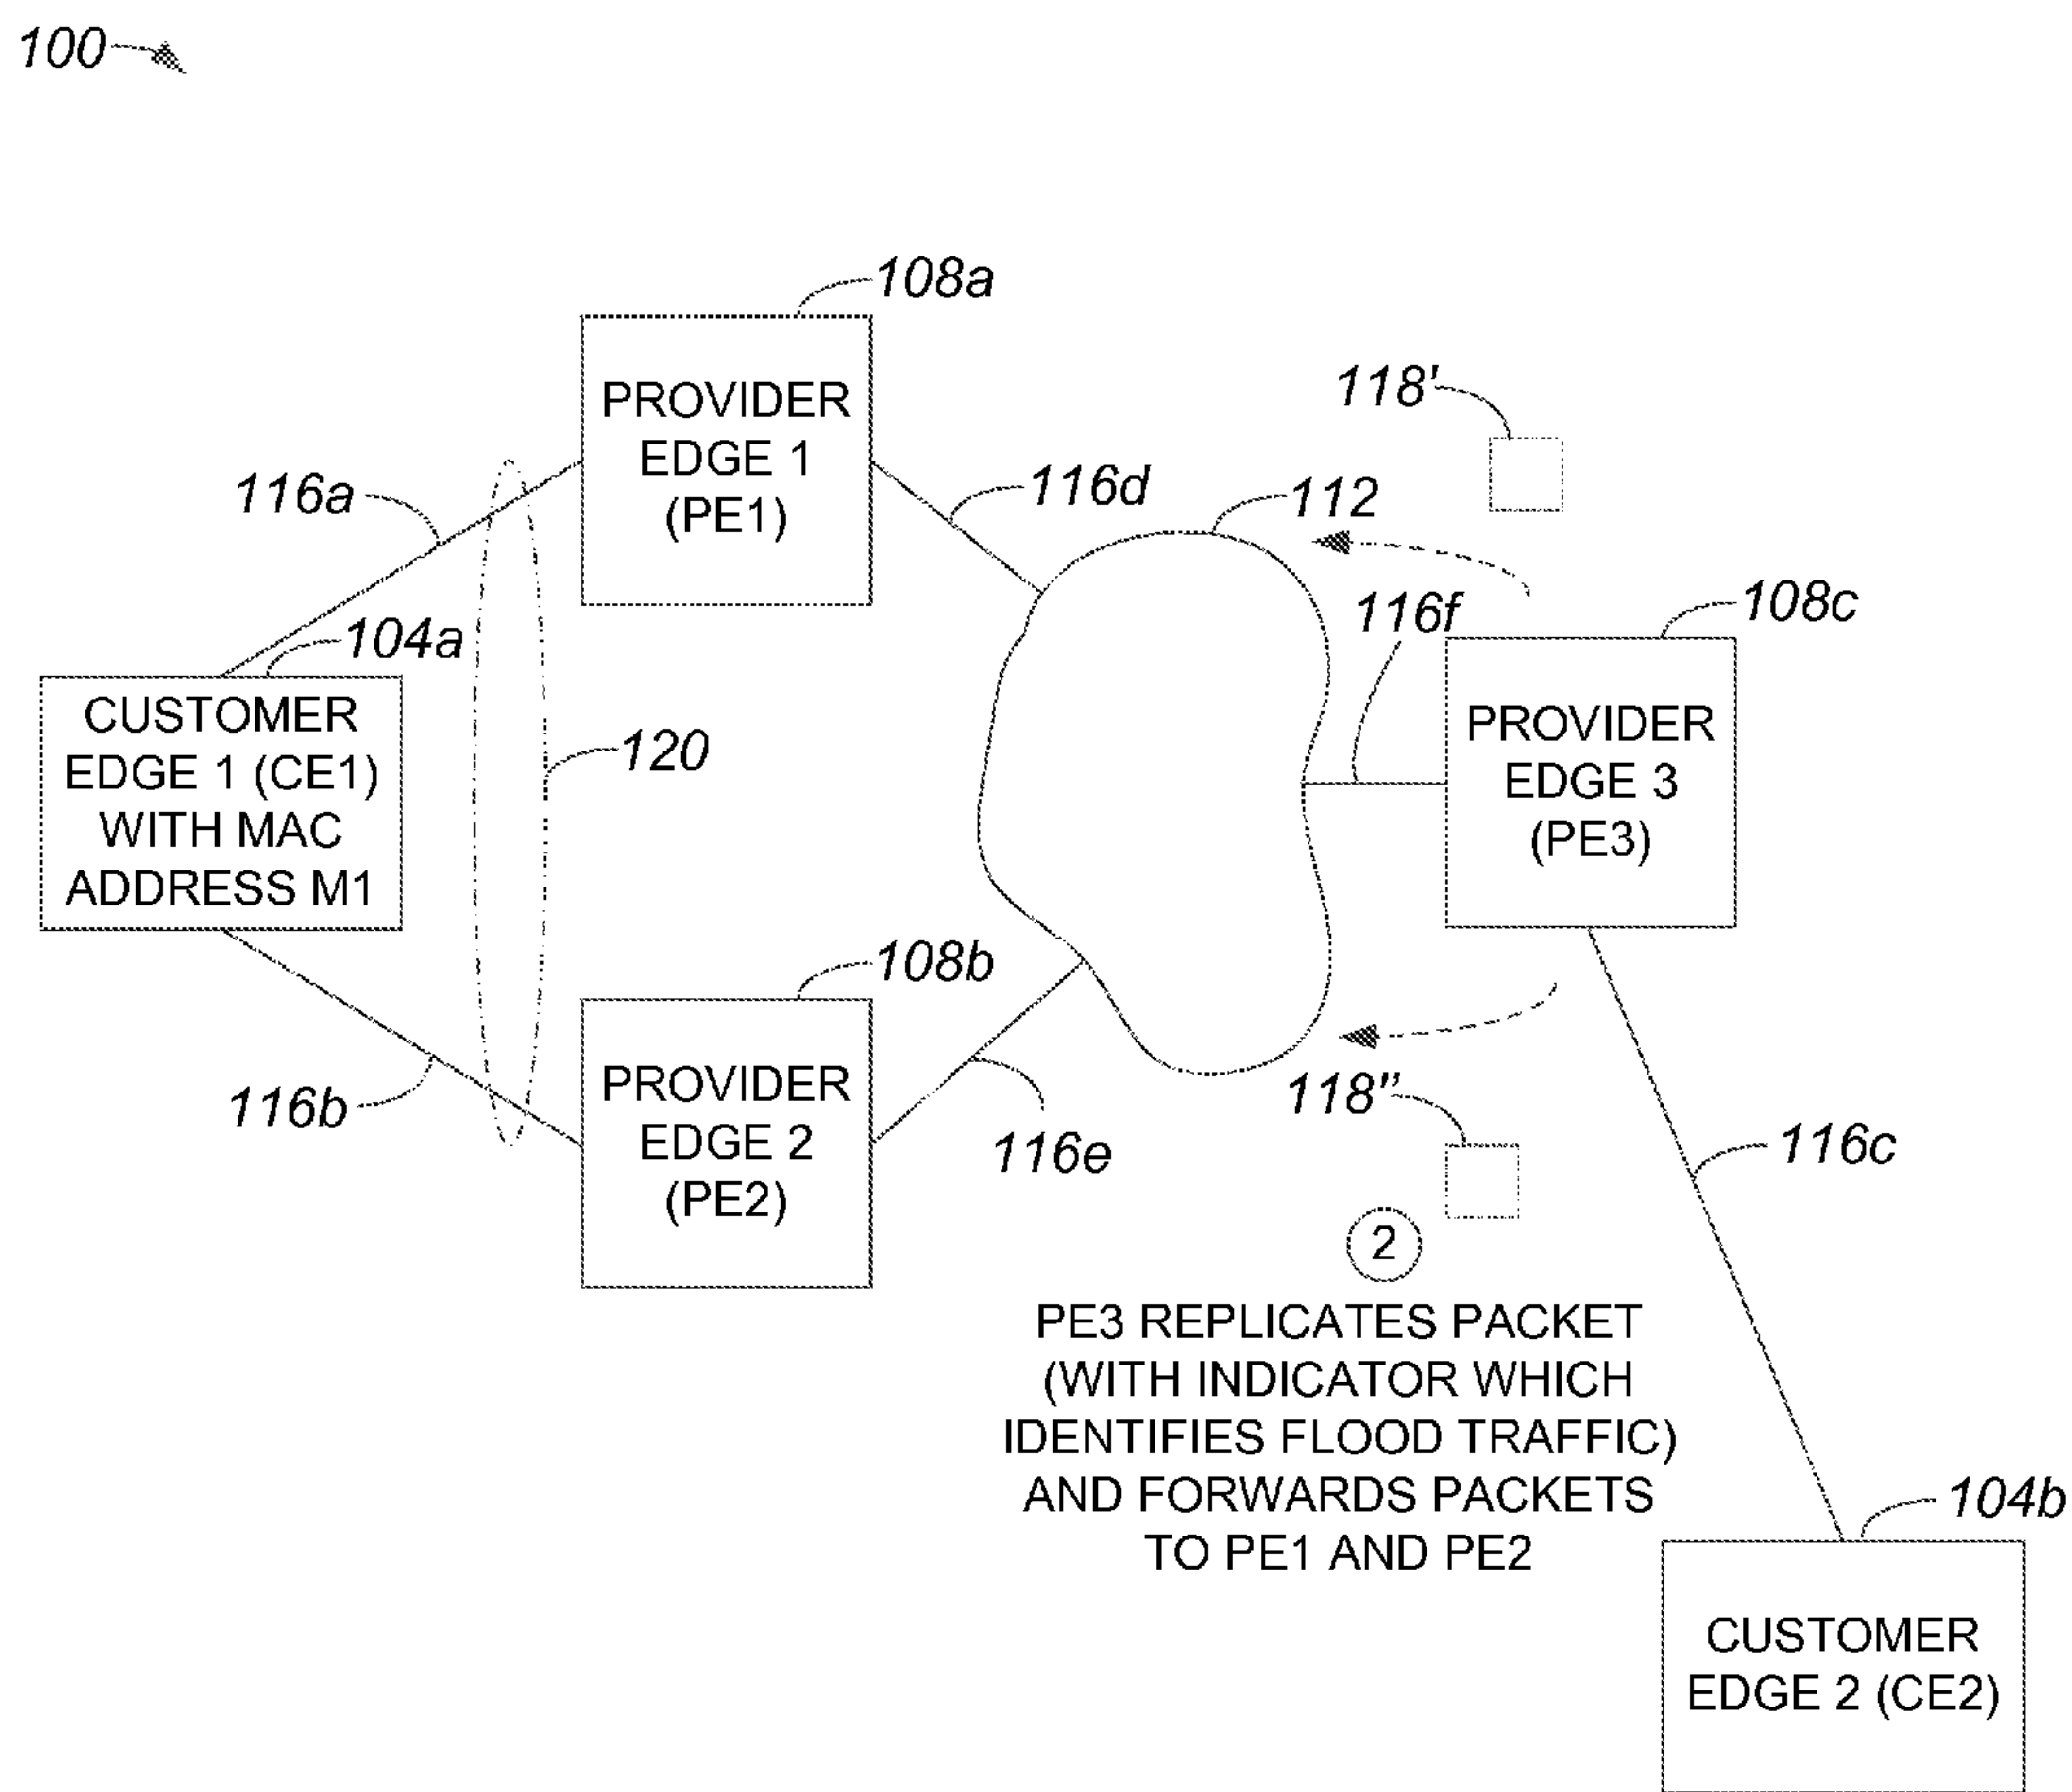 100
108a
PROVIDER
EDGE 1
(PE1)
118'
116a
116d
112
104a
116f
108c
CUSTOMER
EDGE 1 (CE1)
WITH MAC
ADDRESS M1
120
PROVIDER
EDGE 3
(PE3)
108b
116b
PROVIDER
EDGE 2
(PE2)
116e
118"
116c
2
PE3 REPLICATES PACKET
(WITH INDICATOR WHICH
IDENTIFIES FLOOD TRAFFIC)
AND FORWARDS PACKETS
TO PE1 AND PE2
104b
CUSTOMER
EDGE 2 (CE2)